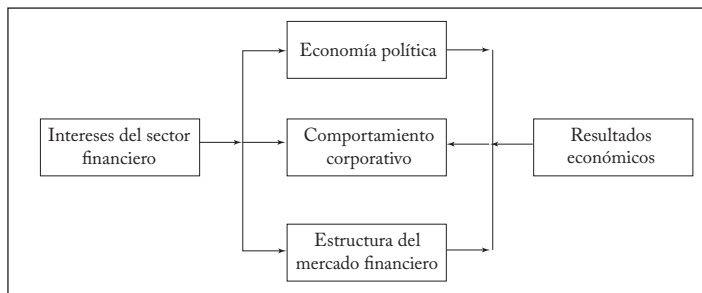 Economía política
Intereses del sector
financiero
Comportamiento
corporativo
Resultados
económicos
Estructura del
mercado financiero